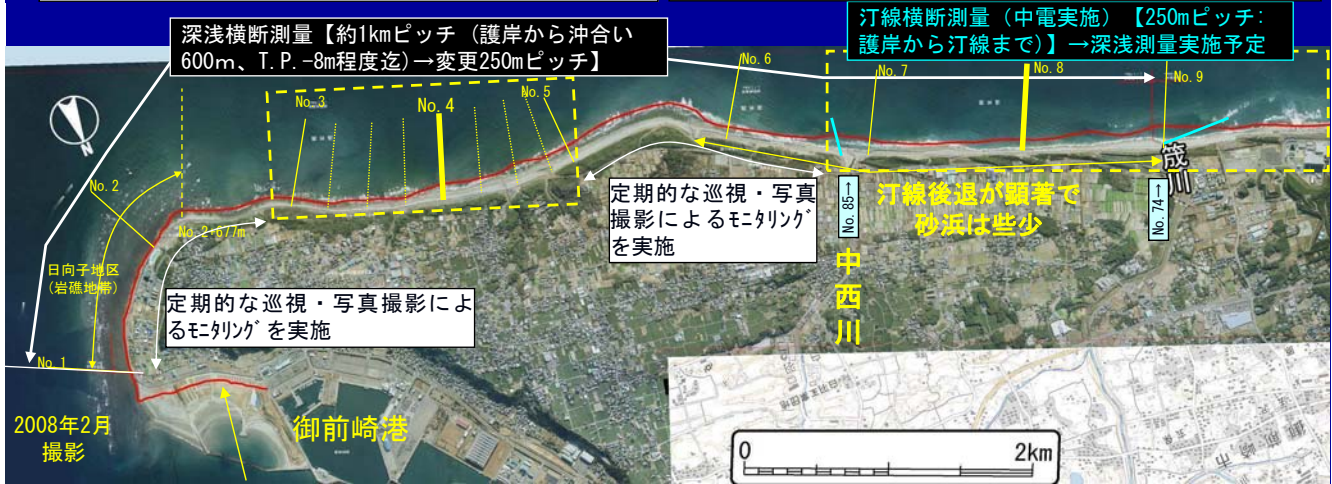 深浅横断測量【約1kmピッチ（護岸から沖合い
600m、T.P.-8m程度迄）→変更250mピッチ】
汀線横断測量（中電実施）【250mピッチ：
護岸から汀線まで）】→深浅測量実施予定
No.3
No.4
No.5
No.6
No.7
No.8
No.9
N
No.2
No.2+677m
日向子地区
（岩礁地帯）
No.1
定期的な巡視・写真撮影によ
るモニタリングを実施
定期的な巡視・写真
撮影によるモニタリング
を実施
No.85→
汀線後退が顕著で
砂浜は些少
No.74→
筬川
中西川
2008年2月
撮影
御前崎港
0
2km